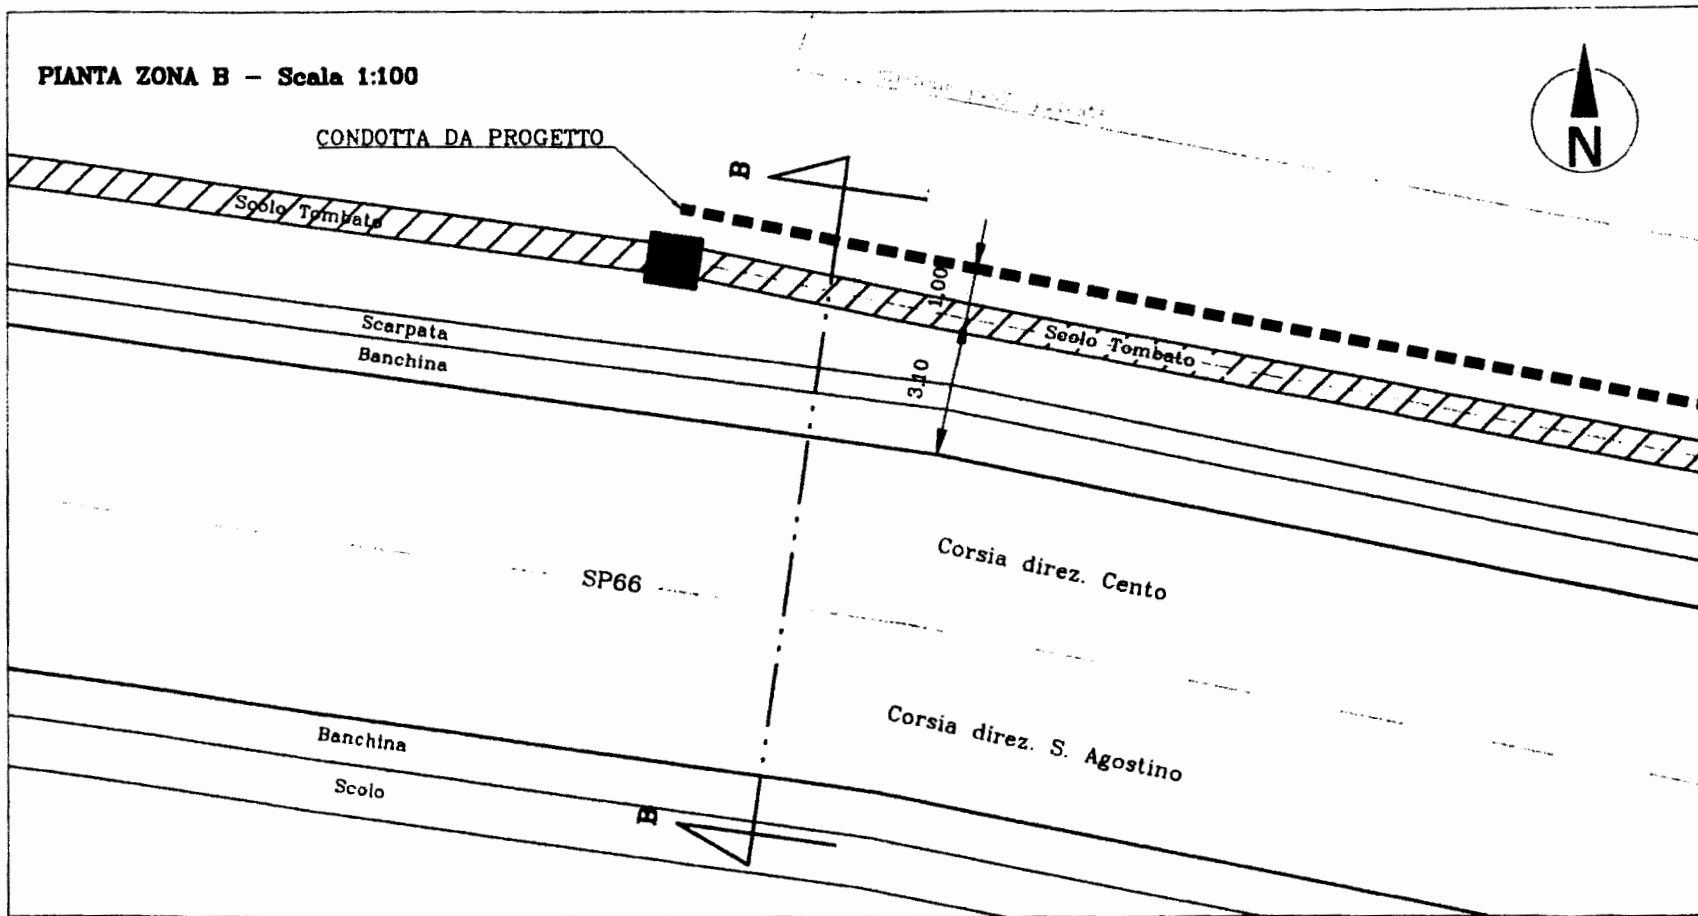 PIANTA ZONA B – Scala 1:100
N
CONDOTTA DA PROGETTO
B
Scolo Tombato
1.00
Scolo Tombato
Scarpata
Banchina
3.10
Corsia direz. Cento
SP66
Corsia direz. S. Agostino
Banchina
Scolo
B